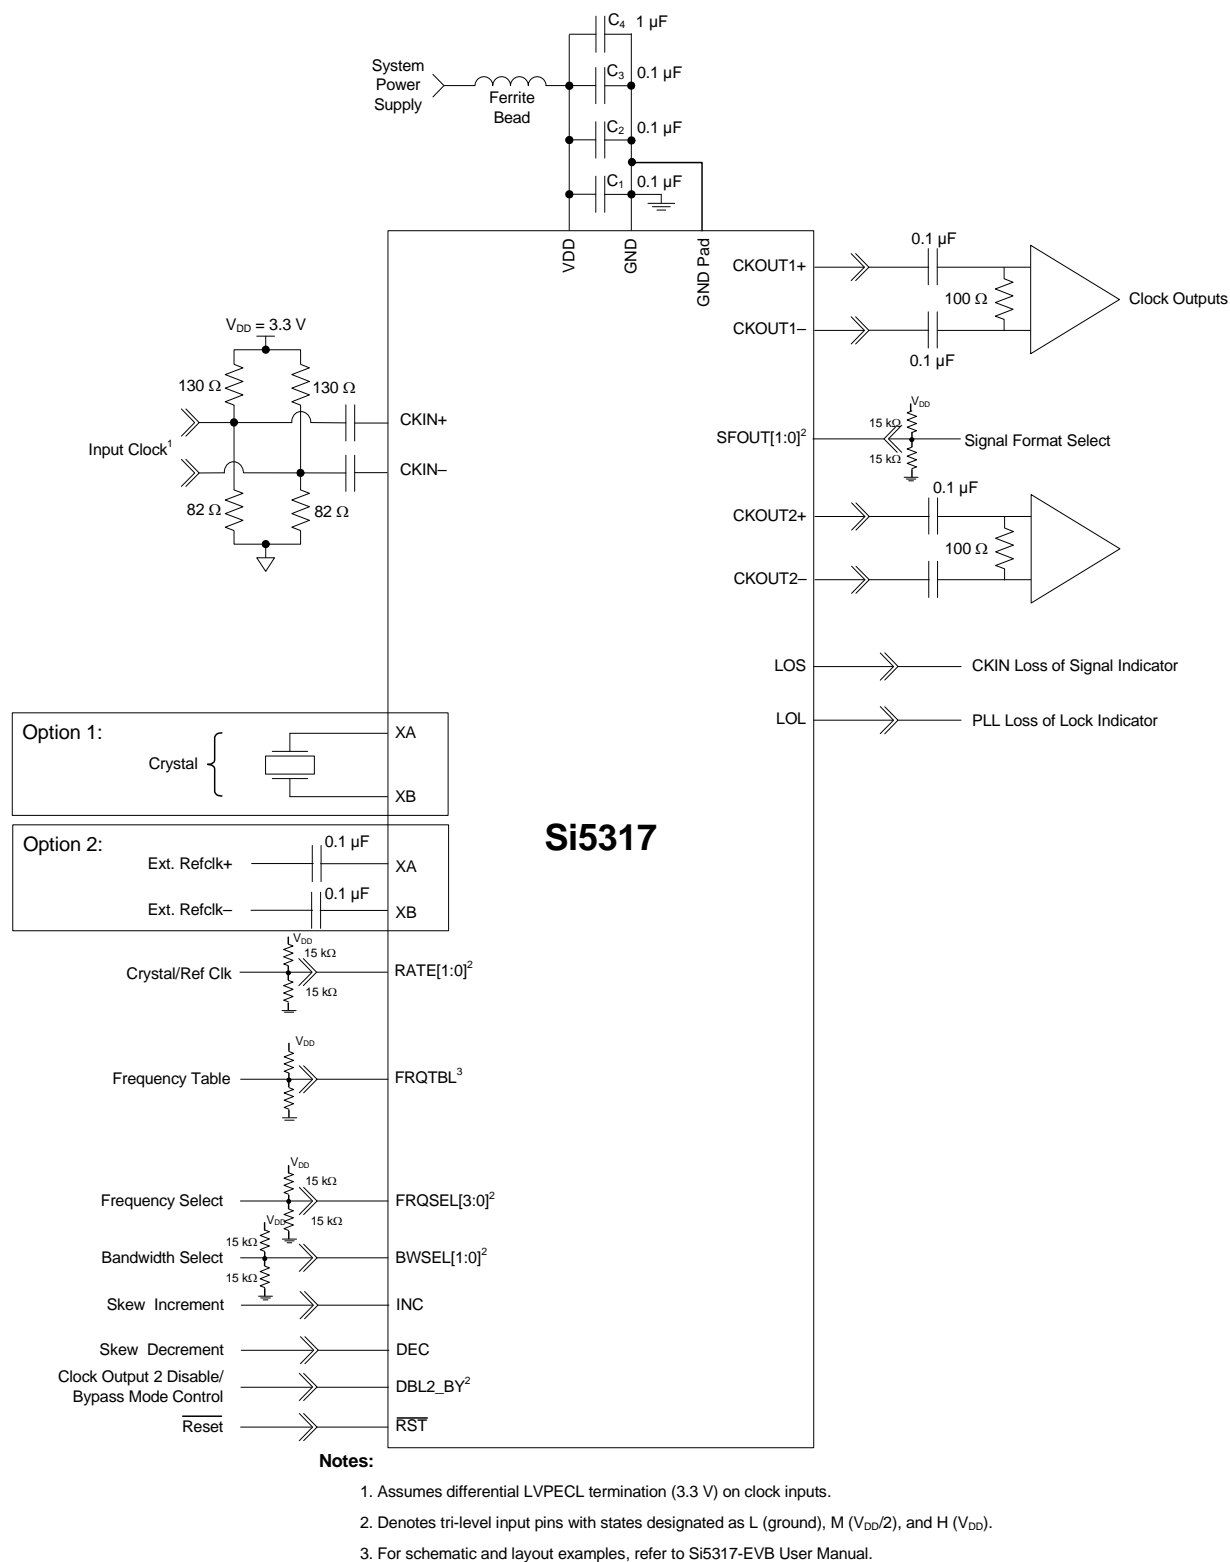 C4 1 µF
System
Power
Supply
Ferrite
Bead
C3 0.1 µF
C2 0.1 µF
C1 0.1 µF
VDD
GND
GND Pad
CKOUT1+
0.1 µF
100 Ω
Clock Outputs
CKOUT1–
0.1 µF
VDD = 3.3 V
130 Ω
130 Ω
CKIN+
Input Clock1
CKIN–
82 Ω
82 Ω
SFOUT[1:0]2
VDD
15 kΩ
15 kΩ
Signal Format Select
0.1 µF
CKOUT2+
100 Ω
CKOUT2–
LOS
CKIN Loss of Signal Indicator
LOL
PLL Loss of Lock Indicator
Option 1:
Crystal
XA
XB
Si5317
Option 2:
0.1 µF
Ext. Refclk+
XA
0.1 µF
Ext. Refclk–
XB
VDD
15 kΩ
Crystal/Ref Clk
RATE[1:0]2
15 kΩ
VDD
Frequency Table
FRQTBL3
VDD
15 kΩ
Frequency Select
FRQSEL[3:0]2
15 kΩ
VDD
15 kΩ
Bandwidth Select
BWSEL[1:0]2
15 kΩ
Skew Increment
INC
Skew Decrement
DEC
Clock Output 2 Disable/
Bypass Mode Control
DBL2_BY2
Reset
RST
Notes:
1. Assumes differential LVPECL termination (3.3 V) on clock inputs.
2. Denotes tri-level input pins with states designated as L (ground), M (VDD/2), and H (VDD).
3. For schematic and layout examples, refer to Si5317-EVB User Manual.